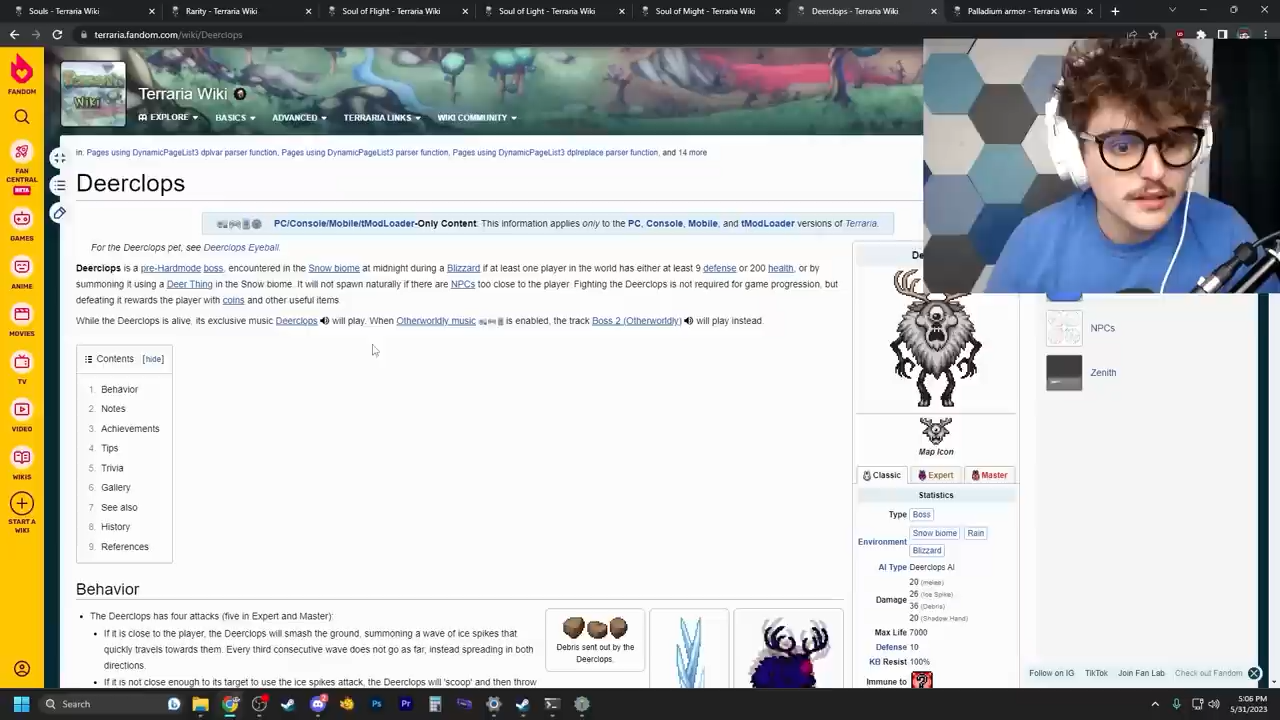 Souls - Terraria Wiki
Rarity - Terraria Wiki
Soul of Flight - Terraria Wiki
Soul of Light - Terraria Wiki
Soul of Might - Terraria Wiki
Deerclops - Terraria Wiki
Palladium armor - Terraria Wiki
terraria.fandom.com/wiki/Deerclops
FANDOM
FAN
CENTRAL
BETA
GAMES
ANIME
MOVIES
TV
VIDEO
WIKIS
START A
WIKI
Terraria Wiki
EXPLORE
BASICS
ADVANCED
TERRARIA LINKS
WIKI COMMUNITY
in: Pages using DynamicPageList3 dplvar parser function, Pages using DynamicPageList3 parser function, Pages using DynamicPageList3 dplreplace parser function, and 14 more
Deerclops
PC/Console/Mobile/tModLoader-Only Content: This information applies only to the PC, Console, Mobile, and tModLoader versions of Terraria.
For the Deerclops pet, see Deerclops Eyeball.
Deerclops is a pre-Hardmode boss, encountered in the Snow biome at midnight during a Blizzard if at least one player in the world has either at least 9 defense or 200 health, or by
summoning it using a Deer Thing in the Snow biome. It will not spawn naturally if there are NPCs too close to the player. Fighting the Deerclops is not required for game progression, but
defeating it rewards the player with coins and other useful items.
While the Deerclops is alive, its exclusive music Deerclops will play. When Otherworldly music is enabled, the track Boss 2 (Otherworldly) will play instead.
Contents [hide]
1. Behavior
2. Notes
3. Achievements
4. Tips
5. Trivia
6. Gallery
7. See also
8. History
9. References
Behavior
The Deerclops has four attacks (five in Expert and Master):
If it is close to the player, the Deerclops will smash the ground, summoning a wave of ice spikes that
quickly travels towards them. Every third consecutive wave does not go as far, instead spreading in both
directions.
If it is not close enough to the target to use the ice spikes attack, the Deerclops will 'scoop' and then throw
Debris sent out by the
Deerclops.
De
Map Icon
Classic
Expert
Master
Statistics
Type Boss
Environment Snow biome Rain
Blizzard
AI Type Deerclops AI
Damage
20 (melee)
26 (Ice Spike)
36 (Debris)
20 (Shadow Hand)
Max Life 7000
Defense 10
KB Resist 100%
Immune to
NPCs
Zenith
Follow on IG
TikTok
Join Fan Lab
Check out Fandom
Search
5:06 PM
5/31/2023